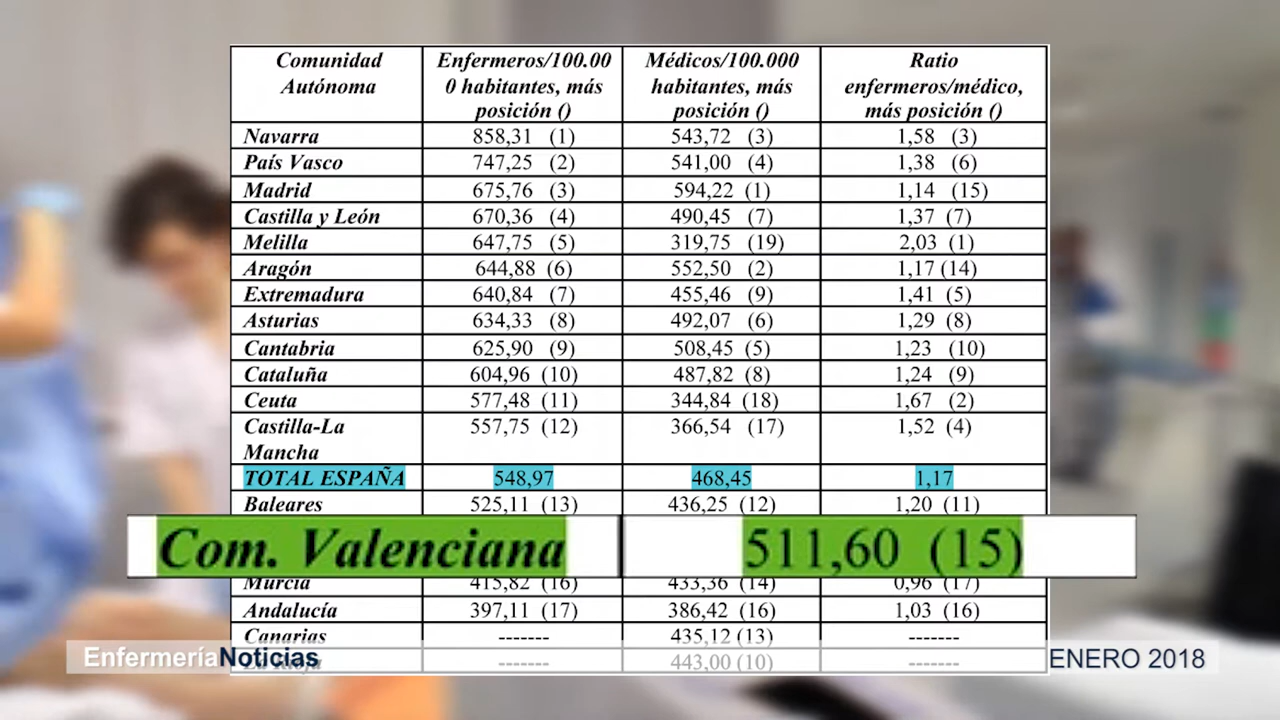 Comunidad Autónoma | Enfermeros/100.000 habitantes, más posición () | Médicos/100.000 habitantes, más posición () | Ratio enfermeros/médico, más posición ()
Navarra 858,31 (1) 543,72 (3) 1,58 (3)
País Vasco 747,25 (2) 541,00 (4) 1,38 (6)
Madrid 675,76 (3) 594,22 (1) 1,14 (15)
Castilla y León 670,36 (4) 490,45 (7) 1,37 (7)
Melilla 647,75 (5) 319,75 (19) 2,03 (1)
Aragón 644,88 (6) 552,50 (2) 1,17 (14)
Extremadura 640,84 (7) 455,46 (9) 1,41 (5)
Asturias 634,33 (8) 492,07 (6) 1,29 (8)
Cantabria 625,90 (9) 508,45 (5) 1,23 (10)
Cataluña 604,96 (10) 487,82 (8) 1,24 (9)
Ceuta 577,48 (11) 344,84 (18) 1,67 (2)
Castilla-La Mancha 557,75 (12) 366,54 (17) 1,52 (4)
TOTAL ESPAÑA 548,97 468,45 1,17
Baleares 525,11 (13) 436,25 (12) 1,20 (11)
Com. Valenciana 511,60 (15)
Murcia 415,82 (16) 433,36 (14) 0,96 (17)
Andalucía 397,11 (17) 386,42 (16) 1,03 (16)
Canarias ------- 435,12 (13) -------
La Rioja ------- 443,00 (10) -------
EnfermeríaNoticias
ENERO 2018